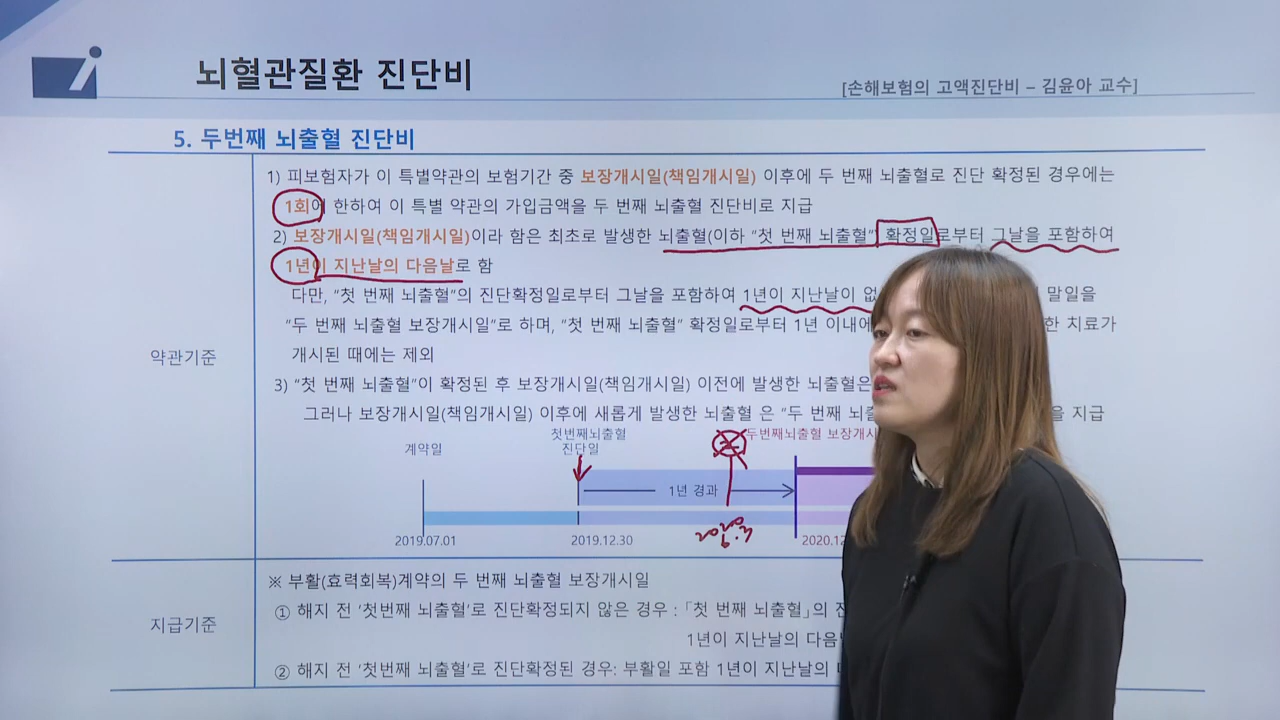 뇌혈관질환 진단비
[손해보험의 고액진단비 – 김윤아 교수]
5. 두번째 뇌출혈 진단비
약관기준
1) 피보험자가 이 특별약관의 보험기간 중 보장개시일(책임개시일) 이후에 두 번째 뇌출혈로 진단 확정된 경우에는
1회에 한하여 이 특별 약관의 가입금액을 두 번째 뇌출혈 진단비로 지급
2) 보장개시일(책임개시일)이라 함은 최초로 발생한 뇌출혈(이하 "첫 번째 뇌출혈" 확정일로부터 그날을 포함하여
1년이 지난날의 다음날로 함
다만, "첫 번째 뇌출혈"의 진단확정일로부터 그날을 포함하여 1년이 지난날이 없 말일을
"두 번째 뇌출혈 보장개시일"로 하며, "첫 번째 뇌출혈" 확정일로부터 1년 이내에 한 치료가
개시된 때에는 제외
3) "첫 번째 뇌출혈"이 확정된 후 보장개시일(책임개시일) 이전에 발생한 뇌출혈은
그러나 보장개시일(책임개시일) 이후에 새롭게 발생한 뇌출혈 은 "두 번째 뇌출 을 지급
계약일
첫번째뇌출혈
진단일
두번째뇌출혈 보장개시
1년 경과
2020
6.3
2019.07.01
2019.12.30
2020.12
지급기준
※ 부활(효력회복)계약의 두 번째 뇌출혈 보장개시일
① 해지 전 '첫번째 뇌출혈'로 진단확정되지 않은 경우 : 「첫 번째 뇌출혈」의 진
1년이 지난날의 다음날
② 해지 전 '첫번째 뇌출혈'로 진단확정된 경우: 부활일 포함 1년이 지난날의